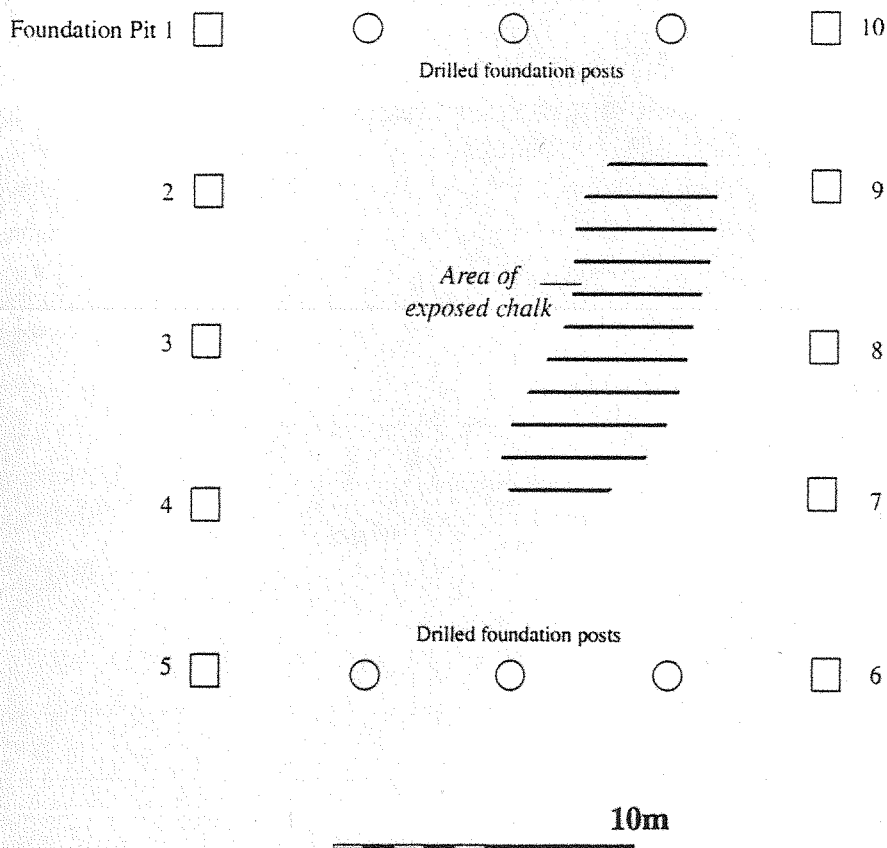 Foundation Pit 1
10
Drilled foundation posts
2
9
Area of
exposed chalk
3
8
4
7
Drilled foundation posts
5
6
10m